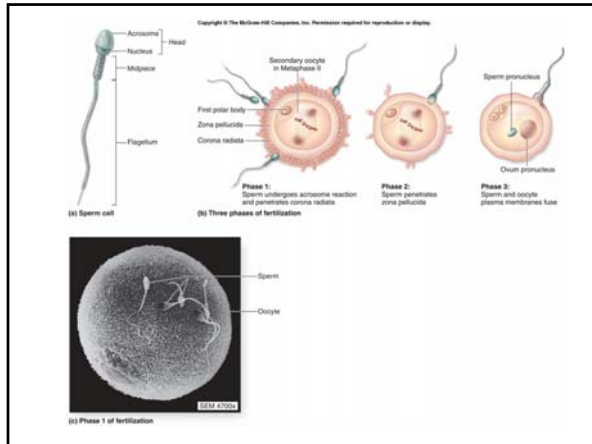 Copyright © The McGraw-Hill Companies, Inc. Permission required for reproduction or display.
Acrosome
Head
Nucleus
Midpiece
Flagellum
(a) Sperm cell
Secondary oocyte
in Metaphase II
First polar body
Zona pellucida
Corona radiata
Phase 1:
Sperm undergoes acrosome reaction
and penetrates corona radiata
Phase 2:
Sperm penetrates
zona pellucida
Sperm pronucleus
Ovum pronucleus
Phase 3:
Sperm and oocyte
plasma membranes fuse
(b) Three phases of fertilization
Sperm
Oocyte
SEM 4700x
(c) Phase 1 of fertilization